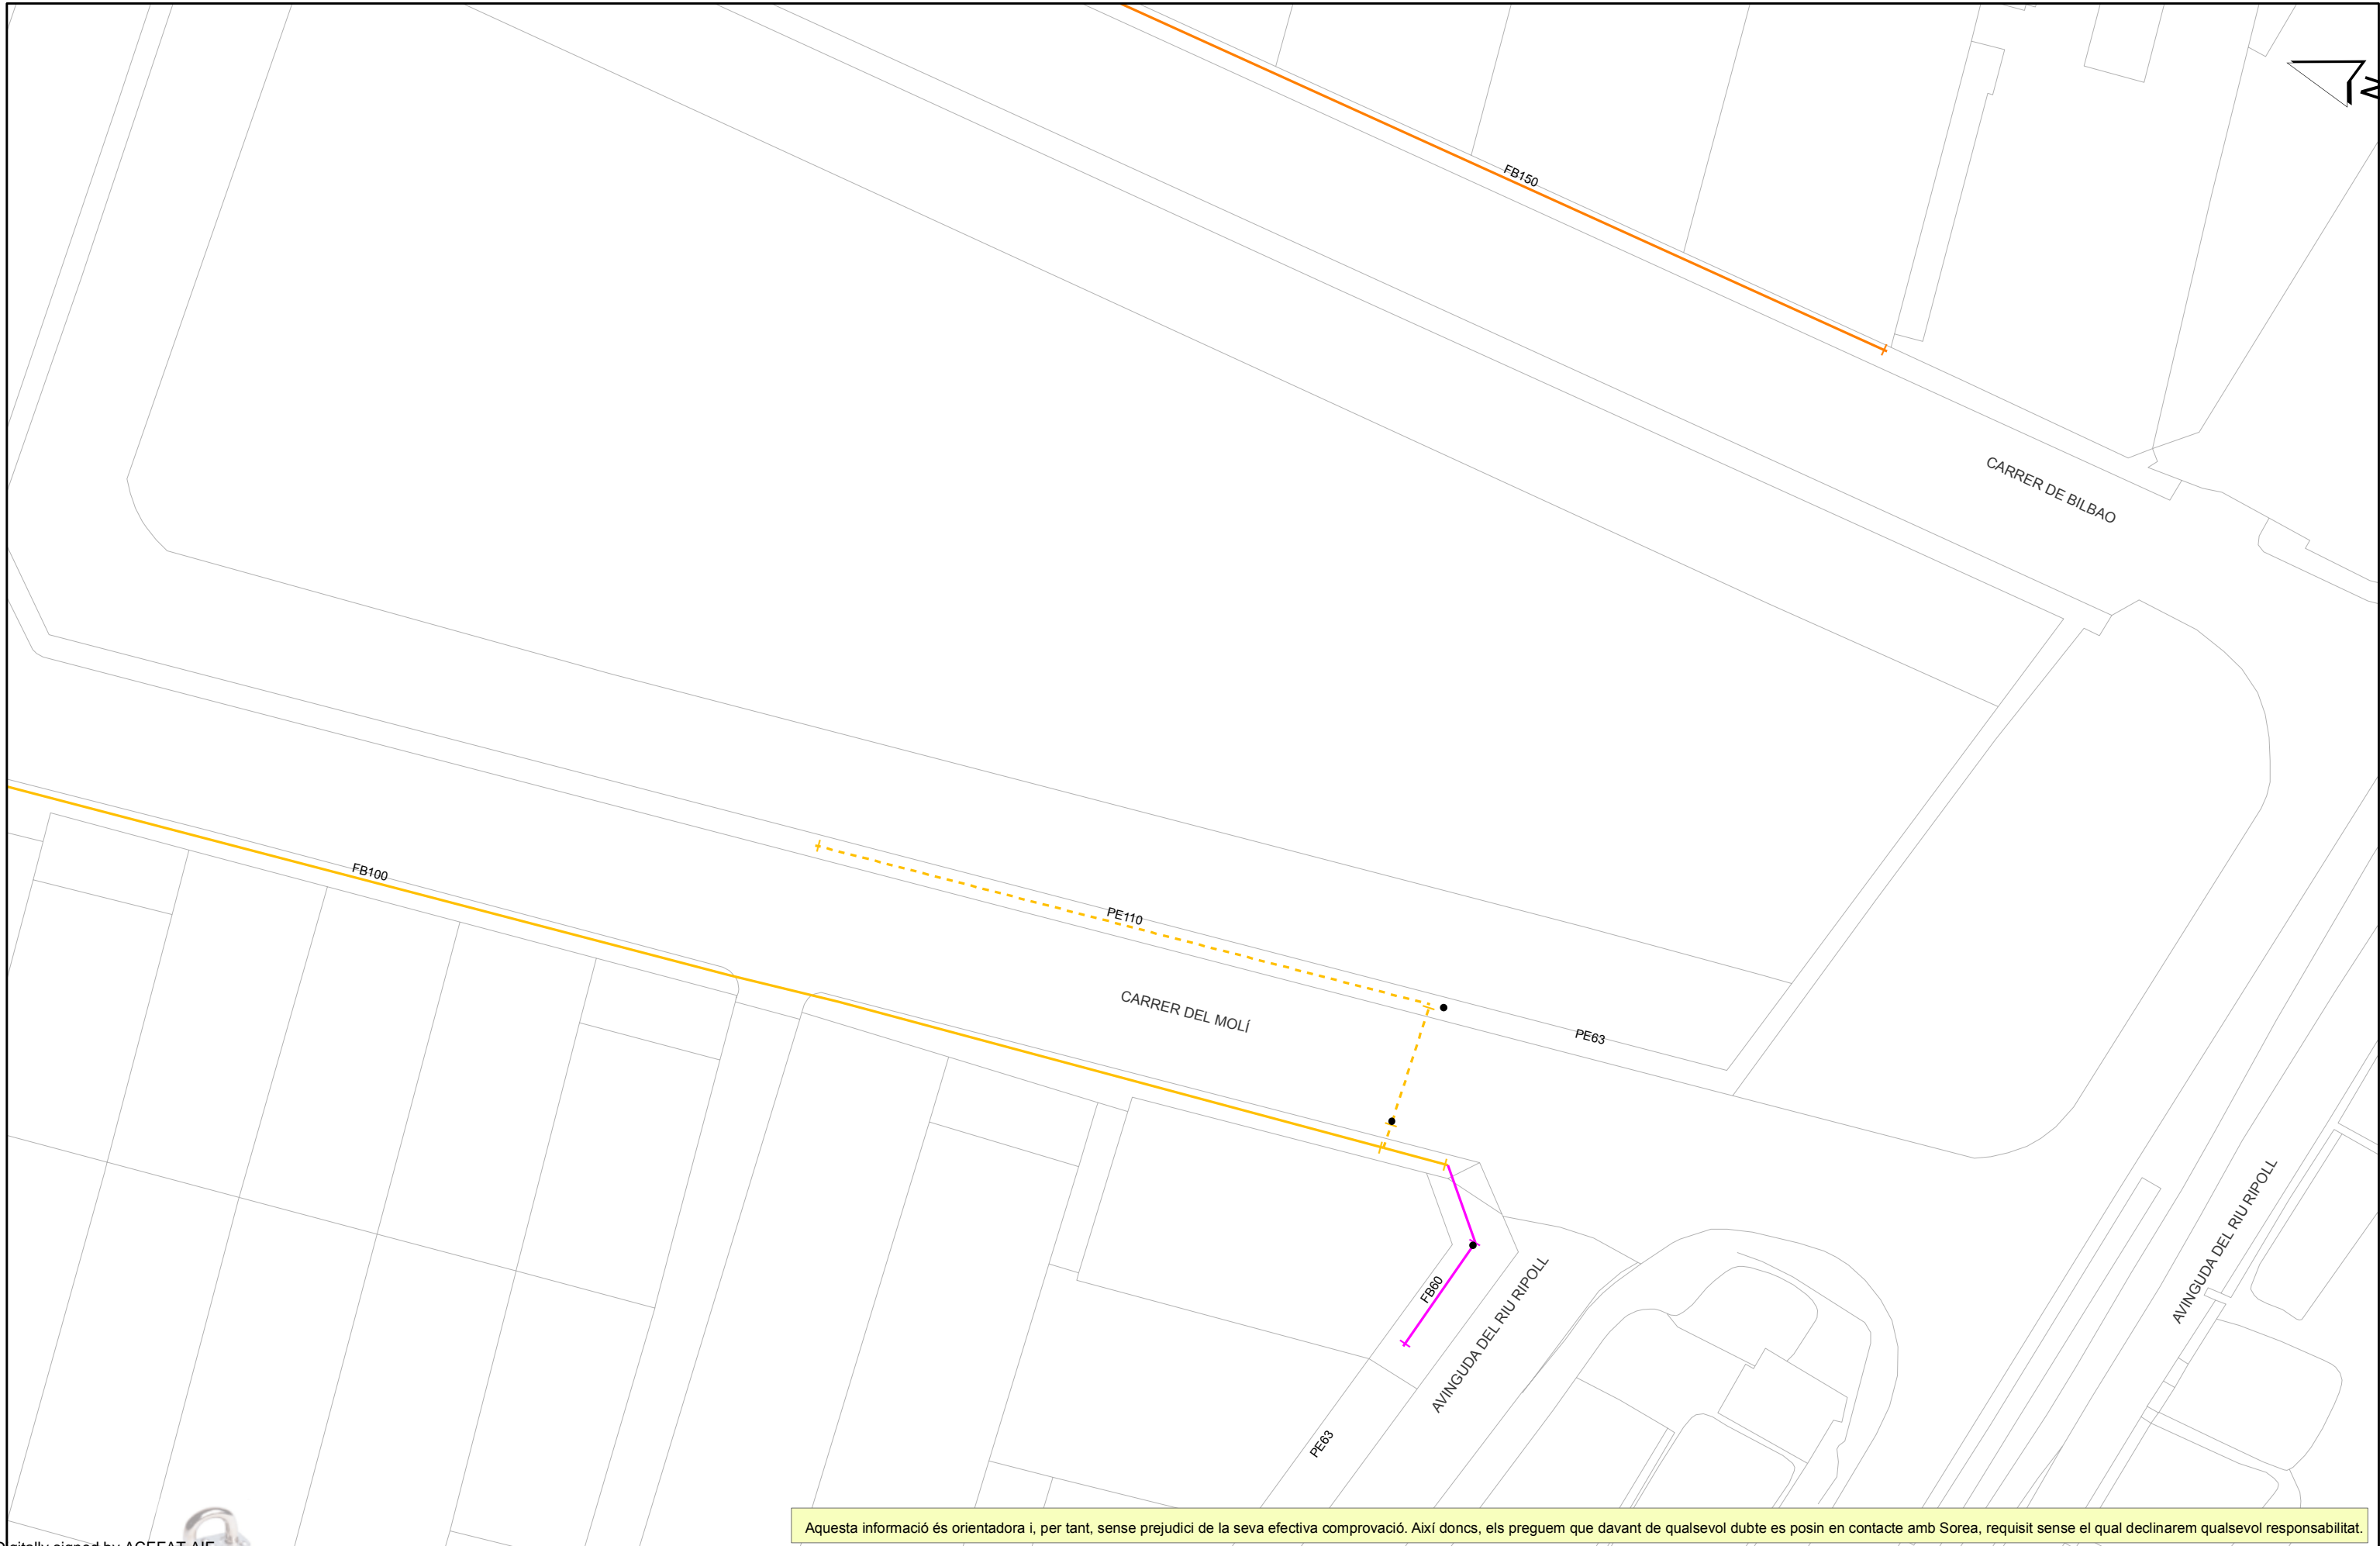 FB150
CARRER DE BILBAO
FB100
PE110
CARRER DEL MOLÍ
PE63
FB60
AVINGUDA DEL RIU RIPOLL
AVINGUDA DEL RIU RIPOLL
PE63
Aquesta informació és orientadora i, per tant, sense prejudici de la seva efectiva comprovació. Així doncs, els preguem que davant de qualsevol dubte es posin en contacte amb Sorea, requisit sense el qual declinarem qualsevol responsabilitat.